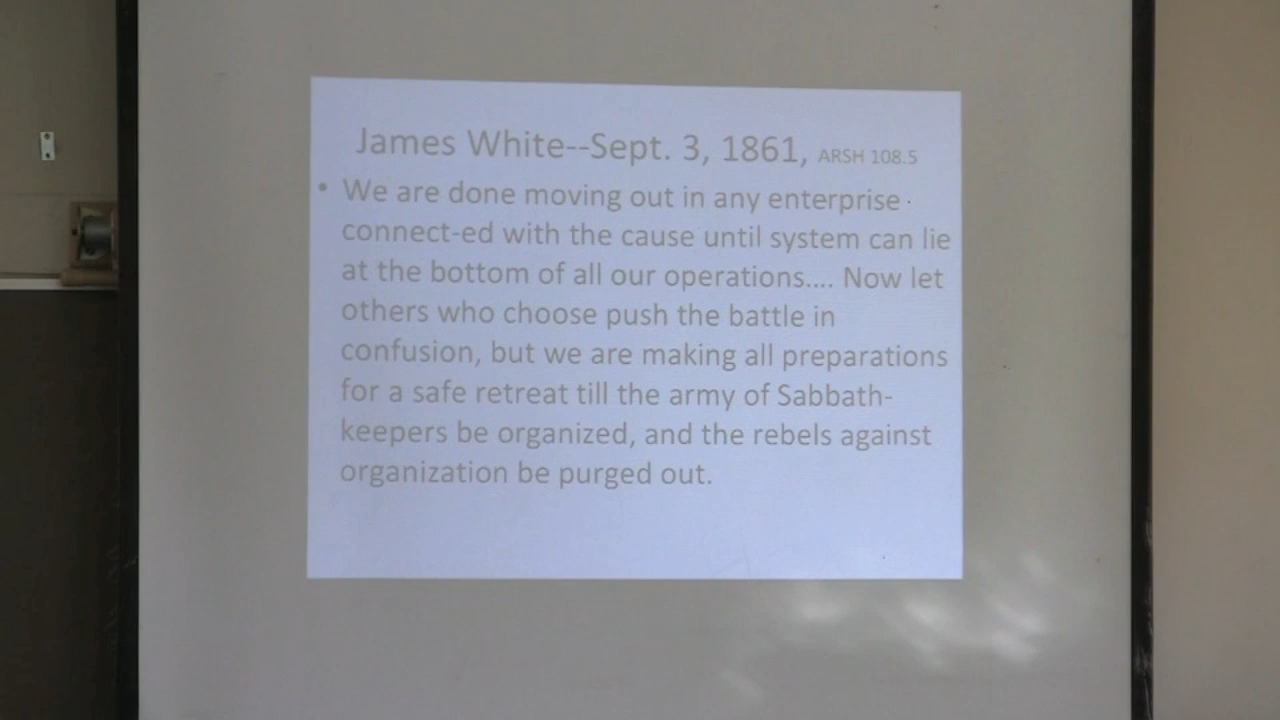 James White--Sept. 3, 1861, ARSH 108.5
• We are done moving out in any enterprise
connect-ed with the cause until system can lie
at the bottom of all our operations.... Now let
others who choose push the battle in
confusion, but we are making all preparations
for a safe retreat till the army of Sabbath-
keepers be organized, and the rebels against
organization be purged out.